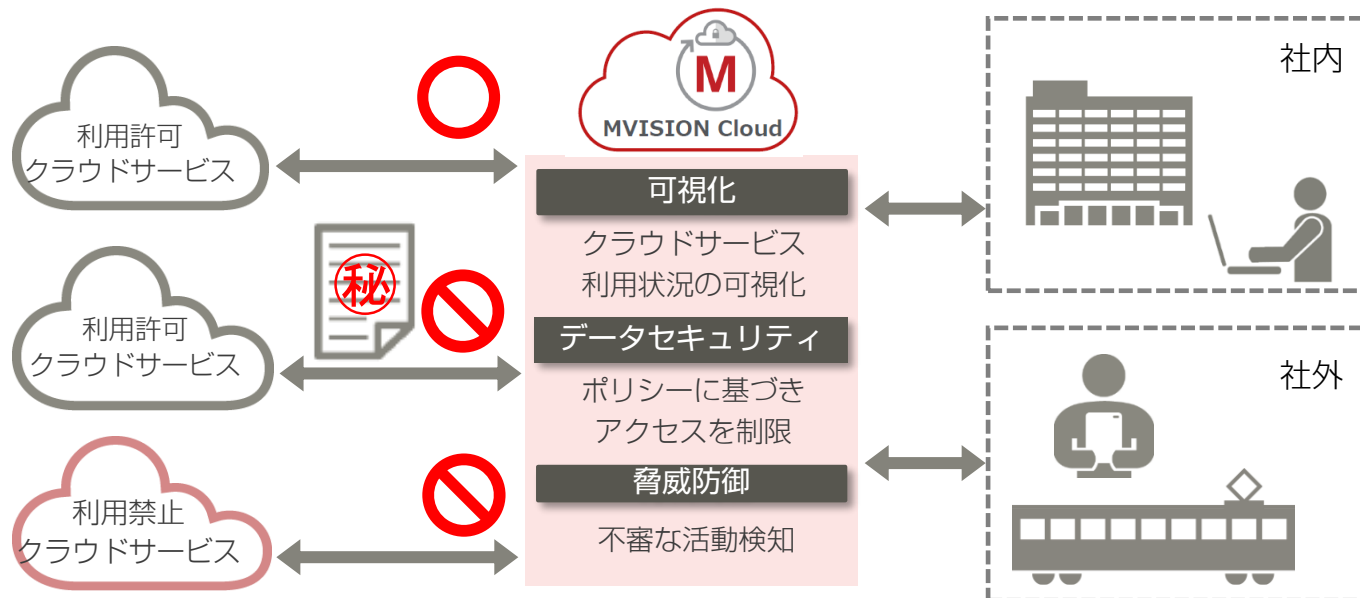 利用許可
クラウドサービス
利用許可
クラウドサービス
㊙
利用禁止
クラウドサービス
M
MVISION Cloud
可視化
クラウドサービス
利用状況の可視化
データセキュリティ
ポリシーに基づき
アクセスを制限
脅威防御
不審な活動検知
社内
社外